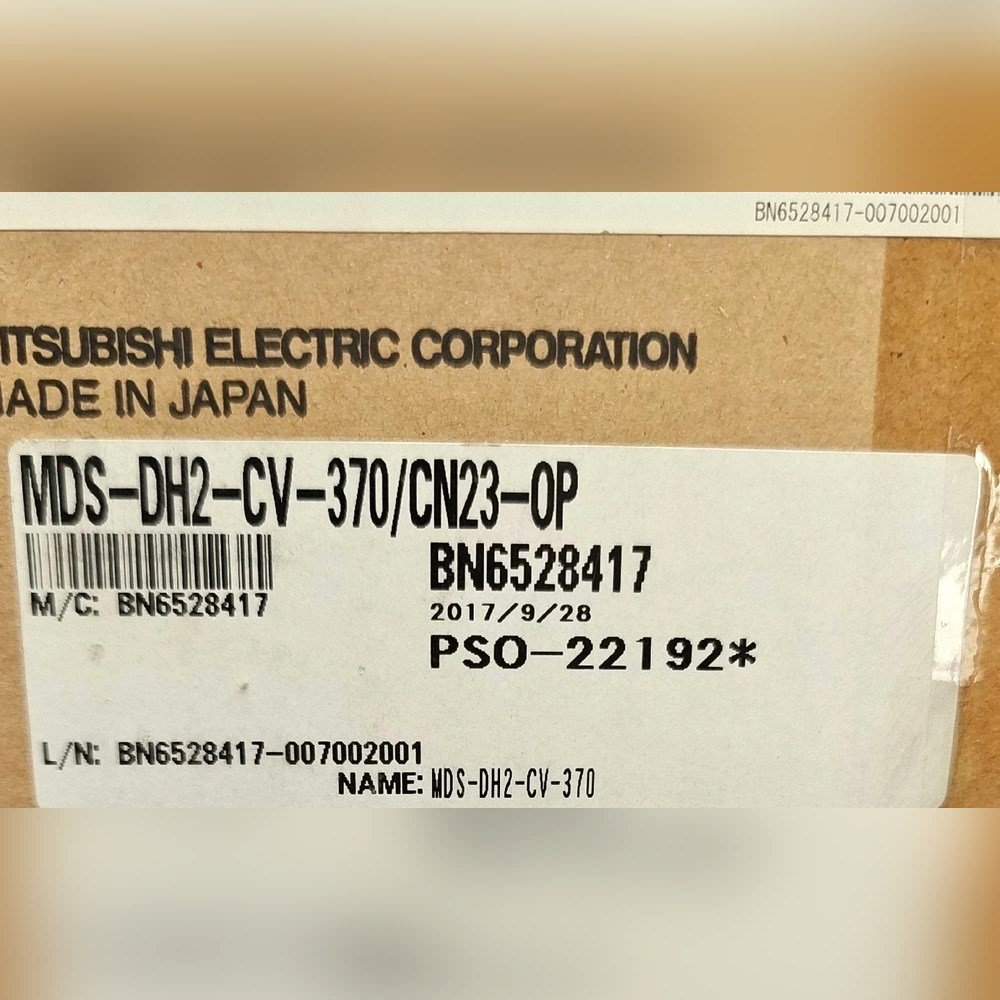 BN6528417-007002001
ITSUBISHI ELECTRIC CORPORATION
ADE IN JAPAN
MDS-DH2-CV-370/CN23-OP
BN6528417
M/C: BN6528417
2017/9/28
PSO-22192*
L/N: BN6528417-007002001
NAME: MDS-DH2-CV-370